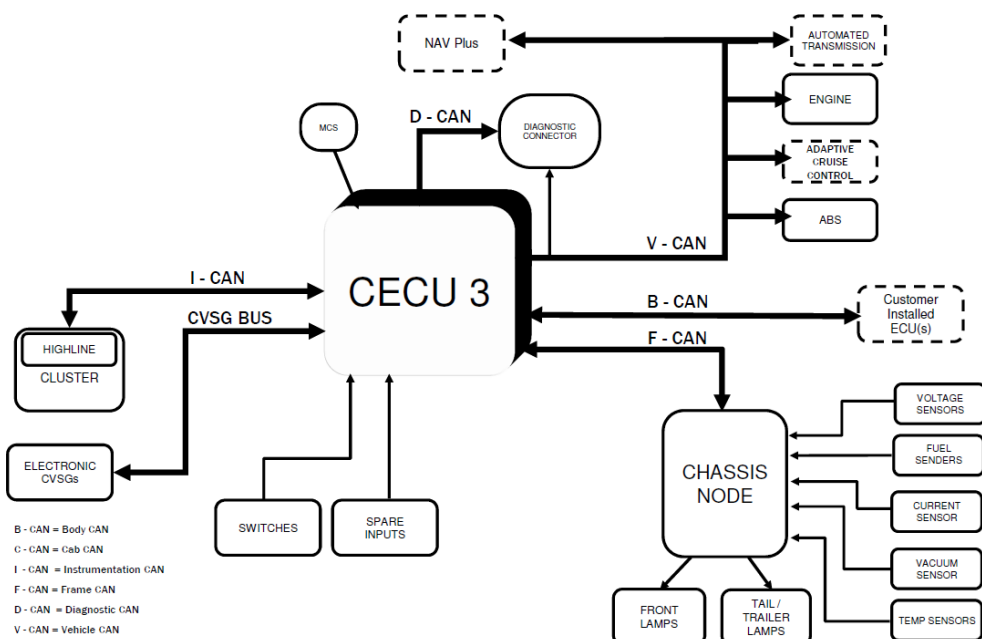 NAV Plus
AUTOMATED
TRANSMISSION
ENGINE
ADAPTIVE
CRUISE
CONTROL
ABS
D - CAN
DIAGNOSTIC
CONNECTOR
MCS
V - CAN
CECU 3
I - CAN
CVSG BUS
B - CAN
F - CAN
Customer
Installed
ECU(s)
HIGHLINE
CLUSTER
ELECTRONIC
CVSGs
SWITCHES
SPARE
INPUTS
CHASSIS
NODE
VOLTAGE
SENSORS
FUEL
SENDERS
CURRENT
SENSOR
VACUUM
SENSOR
TEMP SENSORS
FRONT
LAMPS
TAIL /
TRAILER
LAMPS
B - CAN = Body CAN
C - CAN = Cab CAN
I - CAN = Instrumentation CAN
F - CAN = Frame CAN
D - CAN = Diagnostic CAN
V - CAN = Vehicle CAN